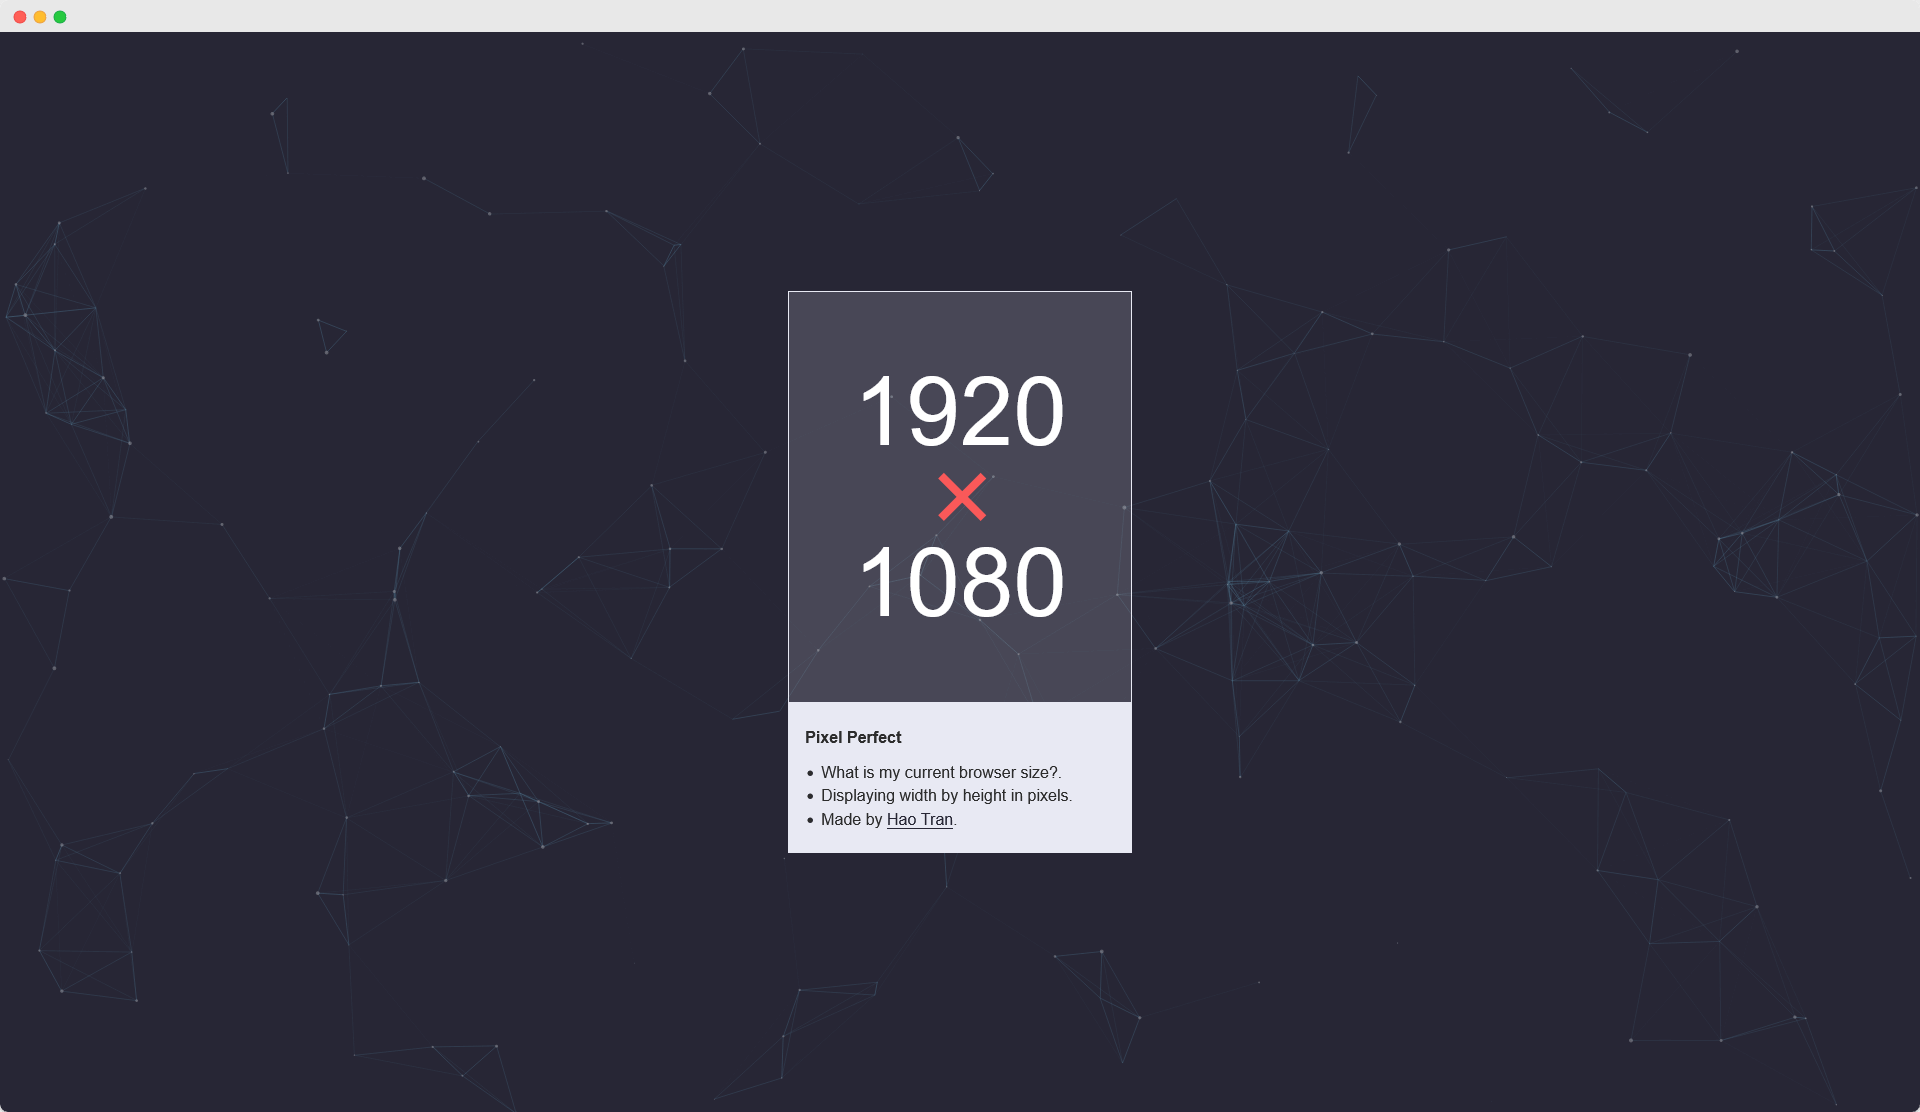 1920
×
1080
Pixel Perfect
• What is my current browser size?.
• Displaying width by height in pixels.
• Made by Hao Tran.